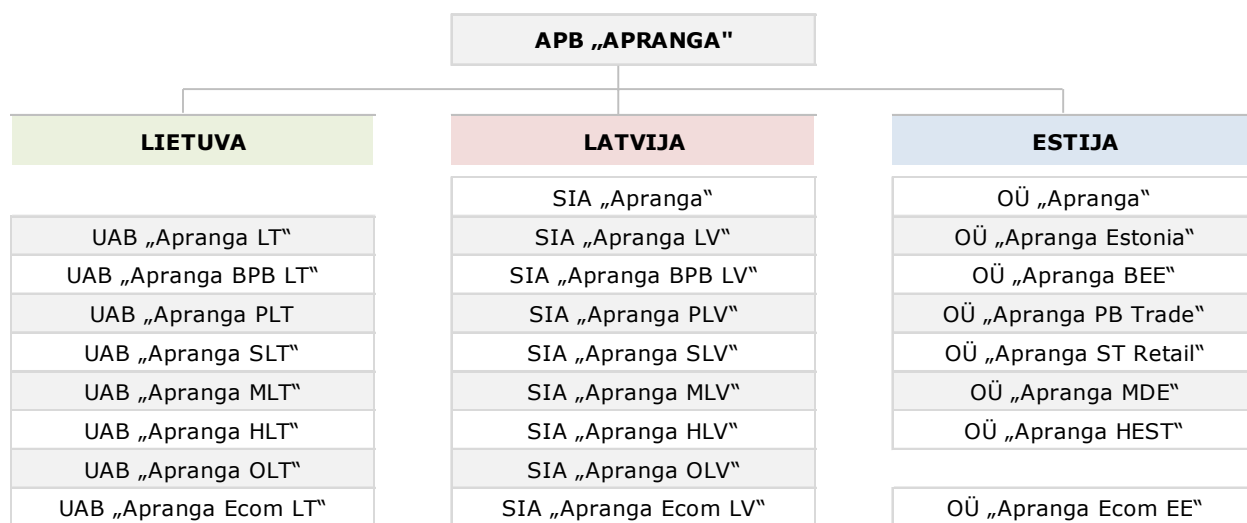 APB „APRANGA"
LIETUVA
UAB „Apranga LT“
UAB „Apranga BPB LT“
UAB „Apranga PLT
UAB „Apranga SLT“
UAB „Apranga MLT“
UAB „Apranga HLT“
UAB „Apranga OLT“
UAB „Apranga Ecom LT“
LATVIJA
SIA „Apranga“
SIA „Apranga LV“
SIA „Apranga BPB LV“
SIA „Apranga PLV“
SIA „Apranga SLV“
SIA „Apranga MLV“
SIA „Apranga HLV“
SIA „Apranga OLV“
SIA „Apranga Ecom LV“
ESTIJA
OÜ „Apranga“
OÜ „Apranga Estonia“
OÜ „Apranga BEE“
OÜ „Apranga PB Trade“
OÜ „Apranga ST Retail“
OÜ „Apranga MDE“
OÜ „Apranga HEST“
OÜ „Apranga Ecom EE“